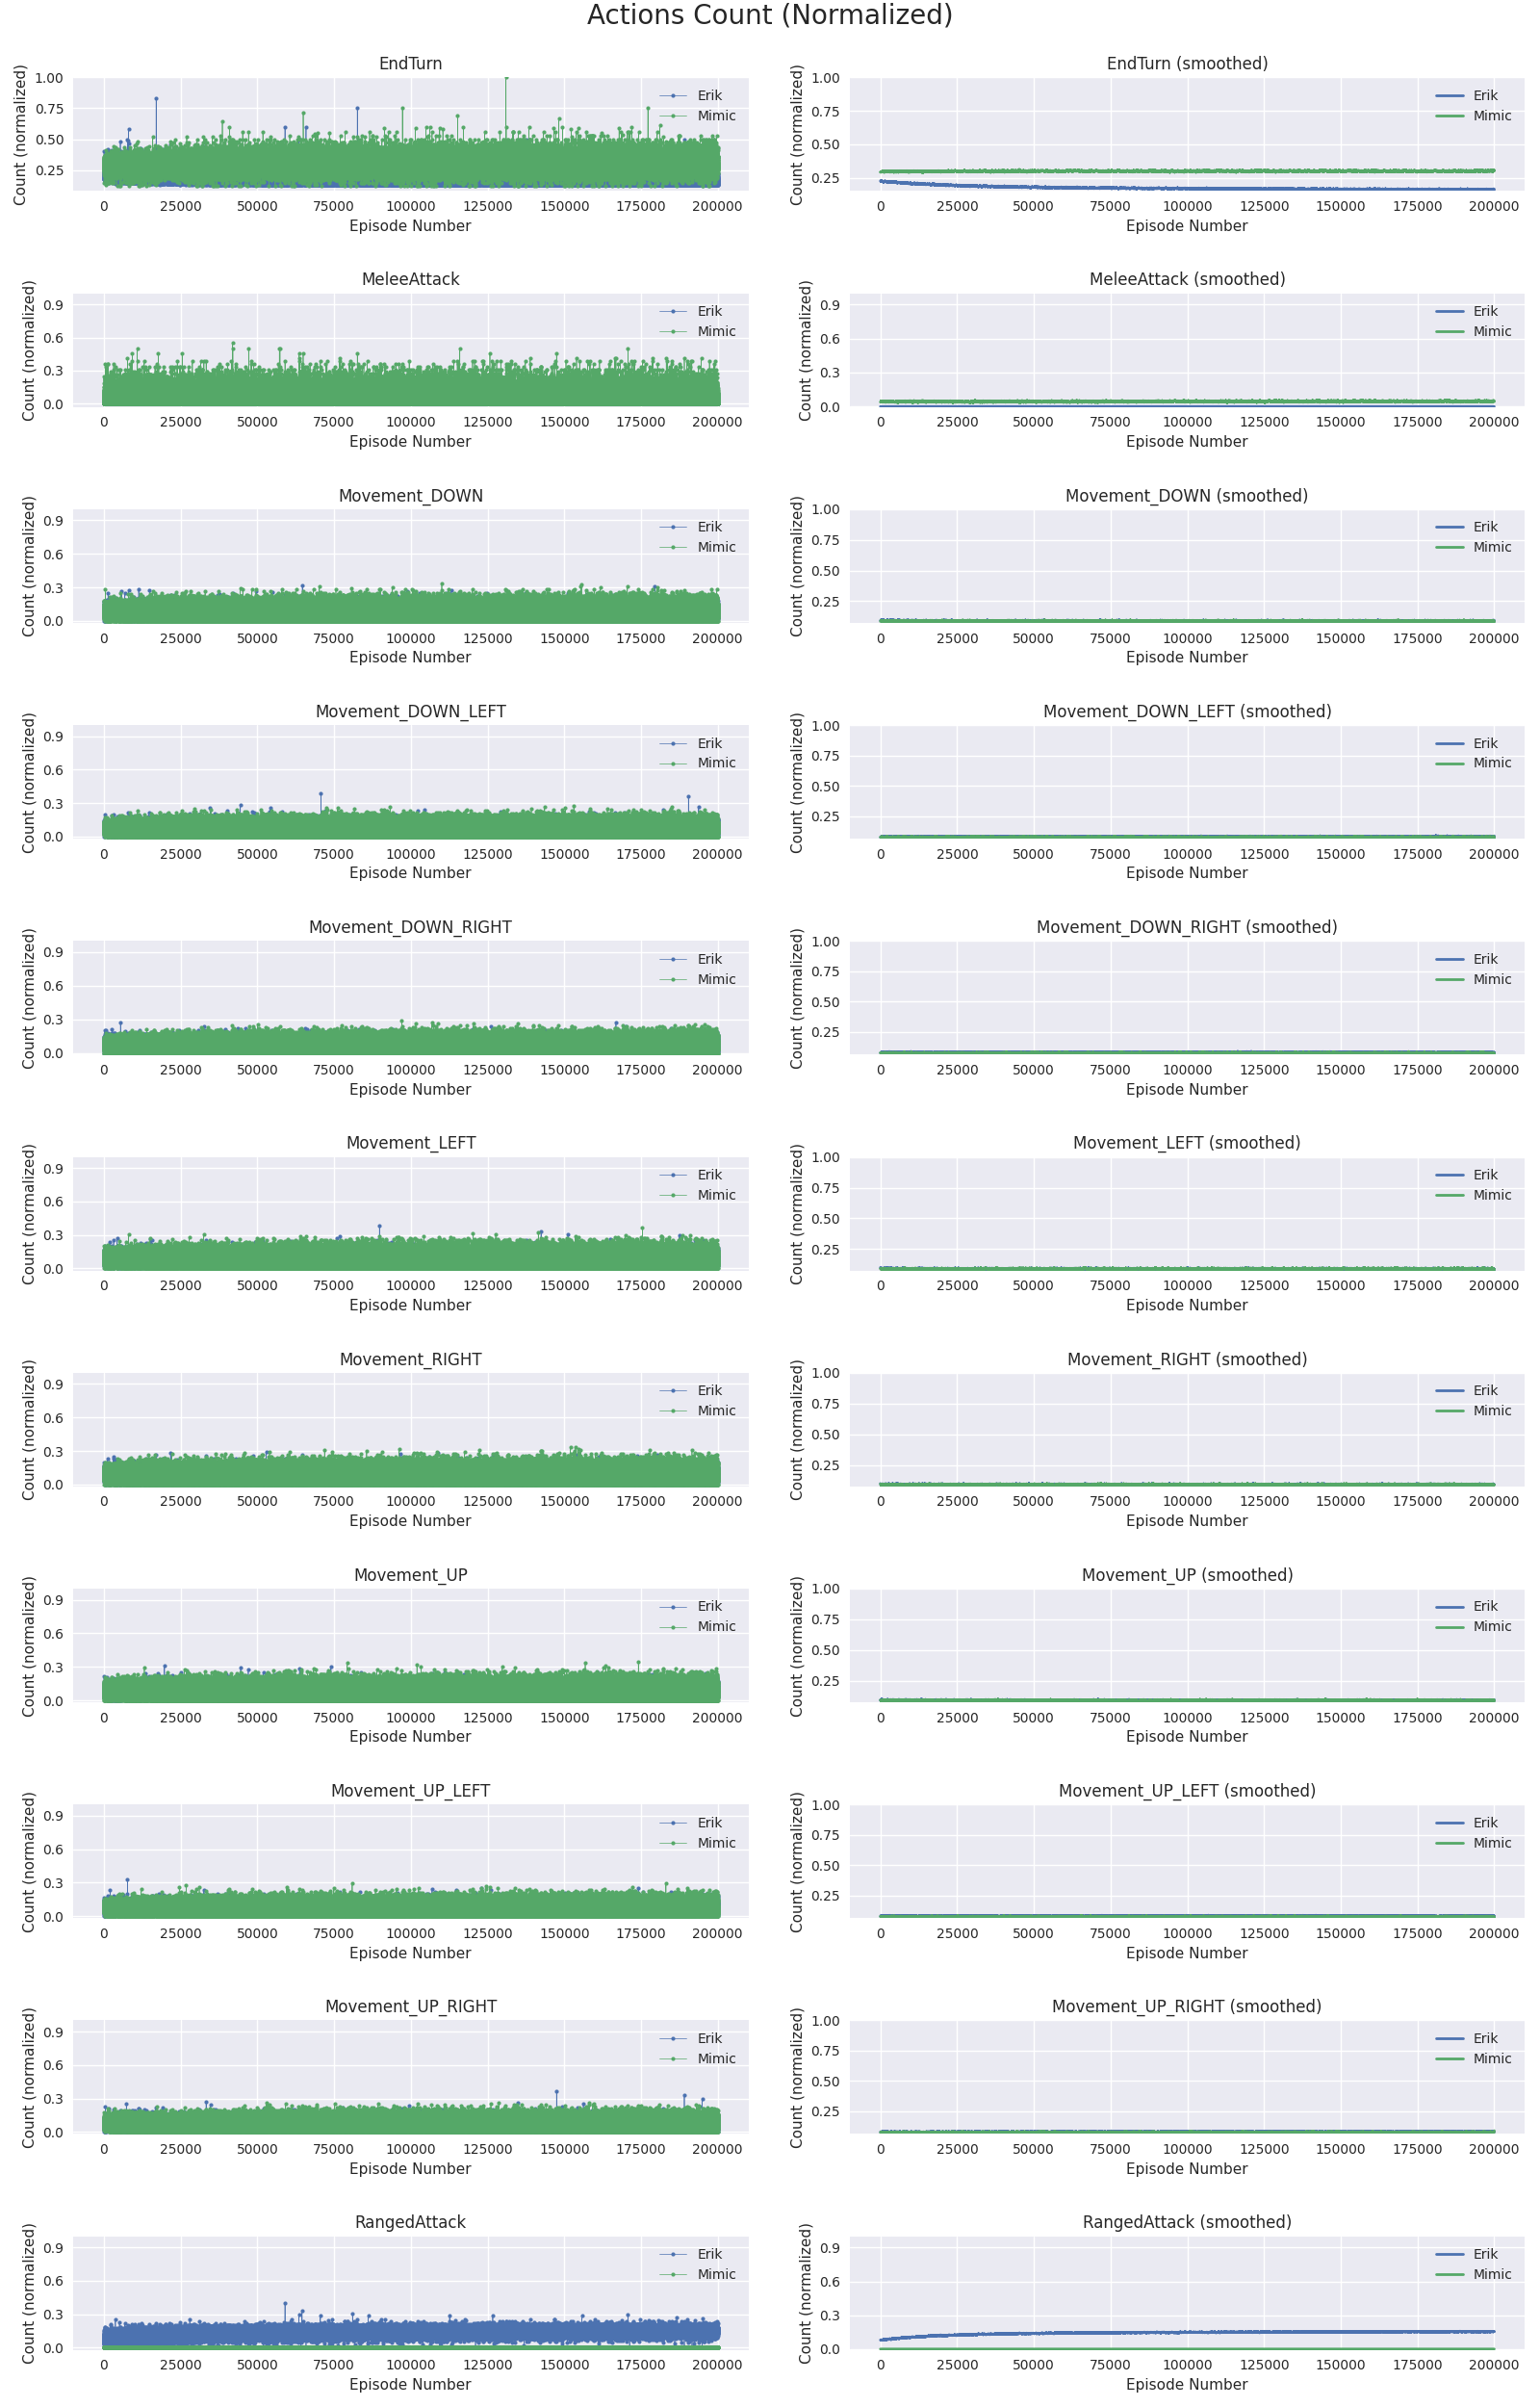 Actions Count (Normalized)
EndTurn
EndTurn (smoothed)
Count (normalized)
1.00
0.75
0.50
0.25
Erik
Mimic
0 25000 50000 75000 100000 125000 150000 175000 200000
Episode Number
Count (normalized)
1.00
0.75
0.50
0.25
Erik
Mimic
0 25000 50000 75000 100000 125000 150000 175000 200000
Episode Number
MeleeAttack
MeleeAttack (smoothed)
Count (normalized)
0.9
0.6
0.3
0.0
Erik
Mimic
0 25000 50000 75000 100000 125000 150000 175000 200000
Episode Number
Count (normalized)
0.9
0.6
0.3
0.0
Erik
Mimic
0 25000 50000 75000 100000 125000 150000 175000 200000
Episode Number
Movement_DOWN
Movement_DOWN (smoothed)
Count (normalized)
0.9
0.6
0.3
0.0
Erik
Mimic
0 25000 50000 75000 100000 125000 150000 175000 200000
Episode Number
Count (normalized)
1.00
0.75
0.50
0.25
Erik
Mimic
0 25000 50000 75000 100000 125000 150000 175000 200000
Episode Number
Movement_DOWN_LEFT
Movement_DOWN_LEFT (smoothed)
Count (normalized)
0.9
0.6
0.3
0.0
Erik
Mimic
0 25000 50000 75000 100000 125000 150000 175000 200000
Episode Number
Count (normalized)
1.00
0.75
0.50
0.25
Erik
Mimic
0 25000 50000 75000 100000 125000 150000 175000 200000
Episode Number
Movement_DOWN_RIGHT
Movement_DOWN_RIGHT (smoothed)
Count (normalized)
0.9
0.6
0.3
0.0
Erik
Mimic
0 25000 50000 75000 100000 125000 150000 175000 200000
Episode Number
Count (normalized)
1.00
0.75
0.50
0.25
Erik
Mimic
0 25000 50000 75000 100000 125000 150000 175000 200000
Episode Number
Movement_LEFT
Movement_LEFT (smoothed)
Count (normalized)
0.9
0.6
0.3
0.0
Erik
Mimic
0 25000 50000 75000 100000 125000 150000 175000 200000
Episode Number
Count (normalized)
1.00
0.75
0.50
0.25
Erik
Mimic
0 25000 50000 75000 100000 125000 150000 175000 200000
Episode Number
Movement_RIGHT
Movement_RIGHT (smoothed)
Count (normalized)
0.9
0.6
0.3
0.0
Erik
Mimic
0 25000 50000 75000 100000 125000 150000 175000 200000
Episode Number
Count (normalized)
1.00
0.75
0.50
0.25
Erik
Mimic
0 25000 50000 75000 100000 125000 150000 175000 200000
Episode Number
Movement_UP
Movement_UP (smoothed)
Count (normalized)
0.9
0.6
0.3
0.0
Erik
Mimic
0 25000 50000 75000 100000 125000 150000 175000 200000
Episode Number
Count (normalized)
1.00
0.75
0.50
0.25
Erik
Mimic
0 25000 50000 75000 100000 125000 150000 175000 200000
Episode Number
Movement_UP_LEFT
Movement_UP_LEFT (smoothed)
Count (normalized)
0.9
0.6
0.3
0.0
Erik
Mimic
0 25000 50000 75000 100000 125000 150000 175000 200000
Episode Number
Count (normalized)
1.00
0.75
0.50
0.25
Erik
Mimic
0 25000 50000 75000 100000 125000 150000 175000 200000
Episode Number
Movement_UP_RIGHT
Movement_UP_RIGHT (smoothed)
Count (normalized)
0.9
0.6
0.3
0.0
Erik
Mimic
0 25000 50000 75000 100000 125000 150000 175000 200000
Episode Number
Count (normalized)
1.00
0.75
0.50
0.25
Erik
Mimic
0 25000 50000 75000 100000 125000 150000 175000 200000
Episode Number
RangedAttack
RangedAttack (smoothed)
Count (normalized)
0.9
0.6
0.3
0.0
Erik
Mimic
0 25000 50000 75000 100000 125000 150000 175000 200000
Episode Number
Count (normalized)
0.9
0.6
0.3
0.0
Erik
Mimic
0 25000 50000 75000 100000 125000 150000 175000 200000
Episode Number